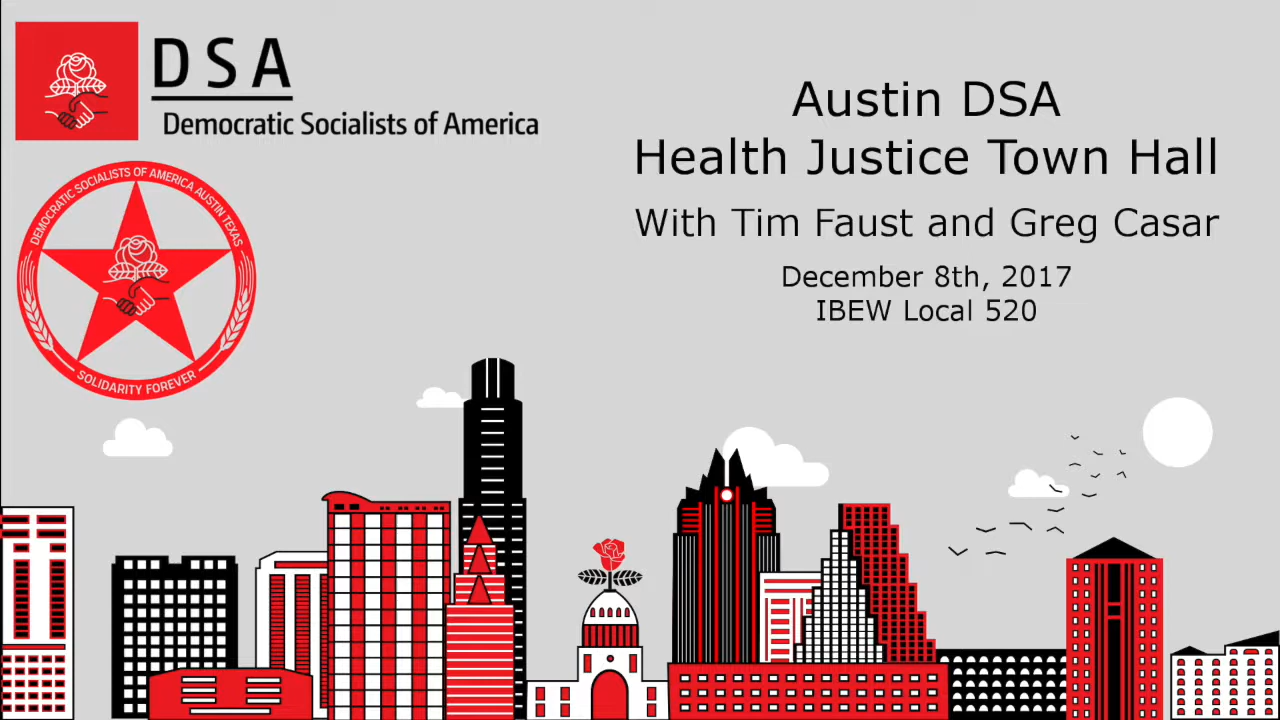 DSA
Democratic Socialists of America
DEMOCRATIC SOCIALISTS OF AMERICA AUSTIN TEXAS
SOLIDARITY FOREVER
Austin DSA
Health Justice Town Hall
With Tim Faust and Greg Casar
December 8th, 2017
IBEW Local 520